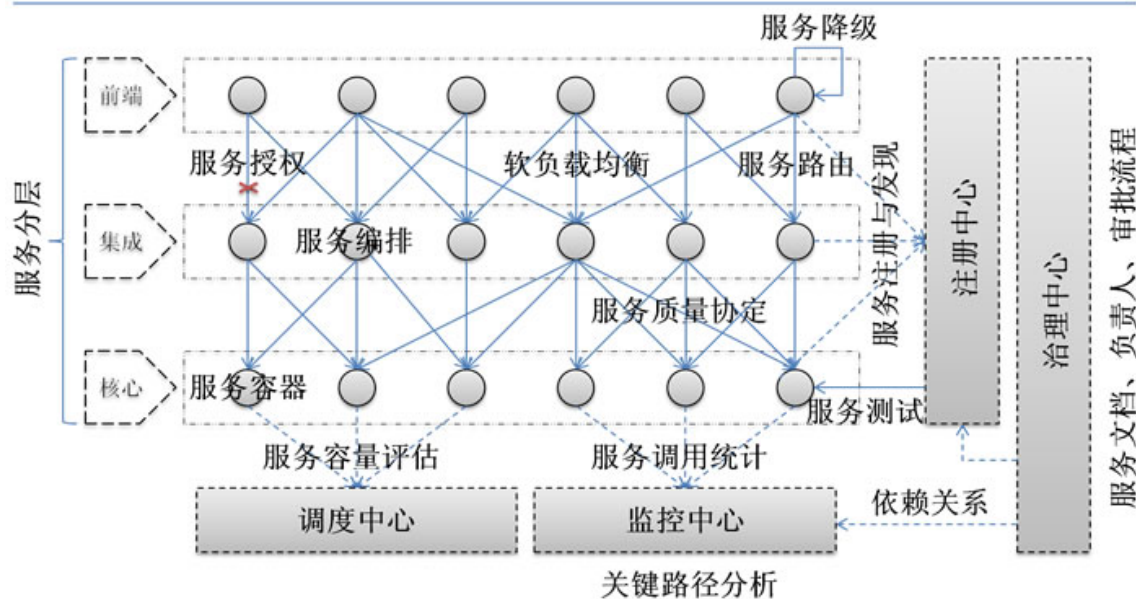 服务降级
前端
服务授权
软负载均衡
服务路由
服务分层
集成
服务编排
服务注册与发现
注册中心
治理中心
服务文档、负责人、审批流程
服务质量协定
核心
服务容器
服务测试
服务容量评估
服务调用统计
调度中心
监控中心
依赖关系
关键路径分析